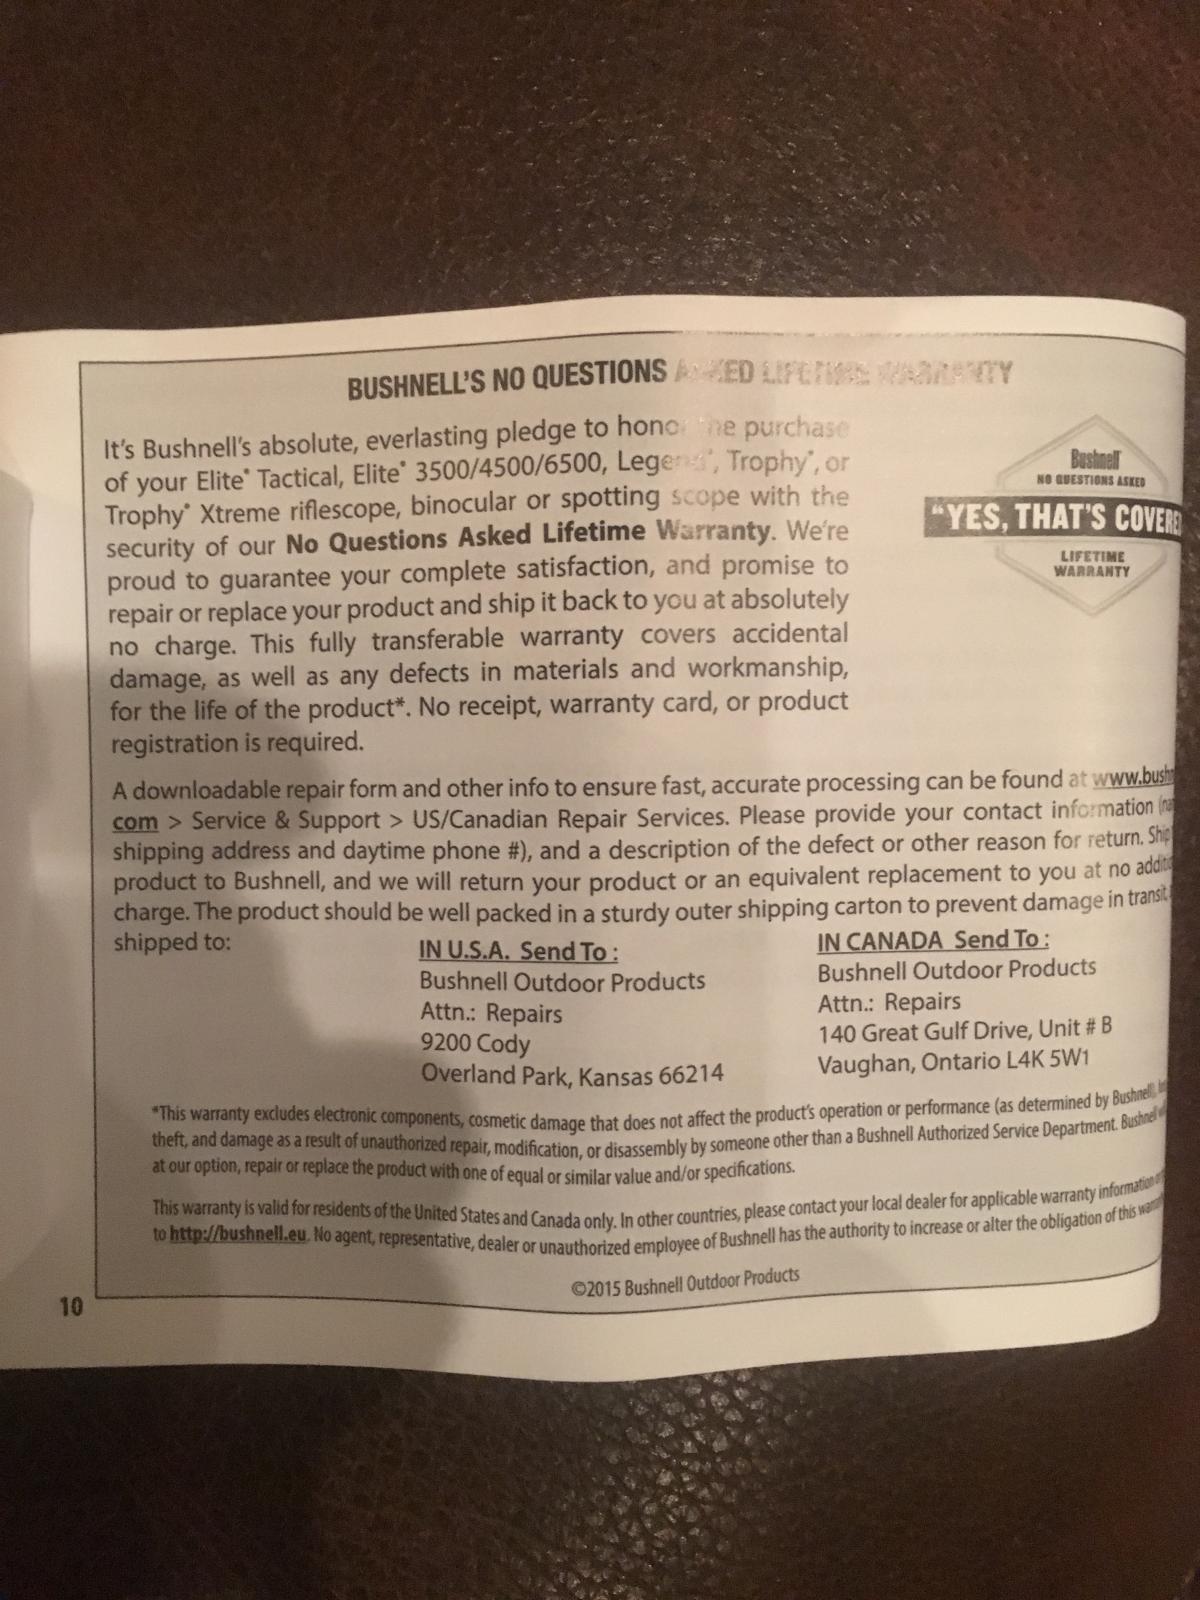 BUSHNELL'S NO QUESTIONS ASKED LIFETIME WARRANTY
It's Bushnell's absolute, everlasting pledge to honor the purchase
of your Elite® Tactical, Elite® 3500/4500/6500, Legend®, Trophy®, or
Trophy® Xtreme riflescope, binocular or spotting scope with the
security of our No Questions Asked Lifetime Warranty. We're
proud to guarantee your complete satisfaction, and promise to
repair or replace your product and ship it back to you at absolutely
no charge. This fully transferable warranty covers accidental
damage, as well as any defects in materials and workmanship,
for the life of the product*. No receipt, warranty card, or product
registration is required.
Bushnell
NO QUESTIONS ASKED
"YES, THAT'S COVERE
LIFETIME
WARRANTY
A downloadable repair form and other info to ensure fast, accurate processing can be found at www.bushn
com > Service & Support > US/Canadian Repair Services. Please provide your contact information
shipping address and daytime phone #), and a description of the defect or other reason for return. Ship
product to Bushnell, and we will return your product or an equivalent replacement to you at no
charge. The product should be well packed in a sturdy outer shipping carton to prevent damage in transit,
shipped to:
IN U.S.A. Send To :
Bushnell Outdoor Products
Attn.: Repairs
9200 Cody
Overland Park, Kansas 66214
IN CANADA Send To :
Bushnell Outdoor Products
Attn.: Repairs
140 Great Gulf Drive, Unit # B
Vaughan, Ontario L4K 5W1
*This warranty excludes electronic components, cosmetic damage that does not affect the product's operation or performance (as determined by Bushnell),
theft, and damage as a result of unauthorized repair, modification, or disassembly by someone other than a Bushnell Authorized Service Department. Bushnell
at our option, repair or replace the product with one of equal or similar value and/or specifications.
This warranty is valid for residents of the United States and Canada only. In other countries, please contact your local dealer for applicable warranty information
to http://bushnell.eu. No agent, representative, dealer or unauthorized employee of Bushnell has the authority to increase or alter the obligation of this
©2015 Bushnell Outdoor Products
10